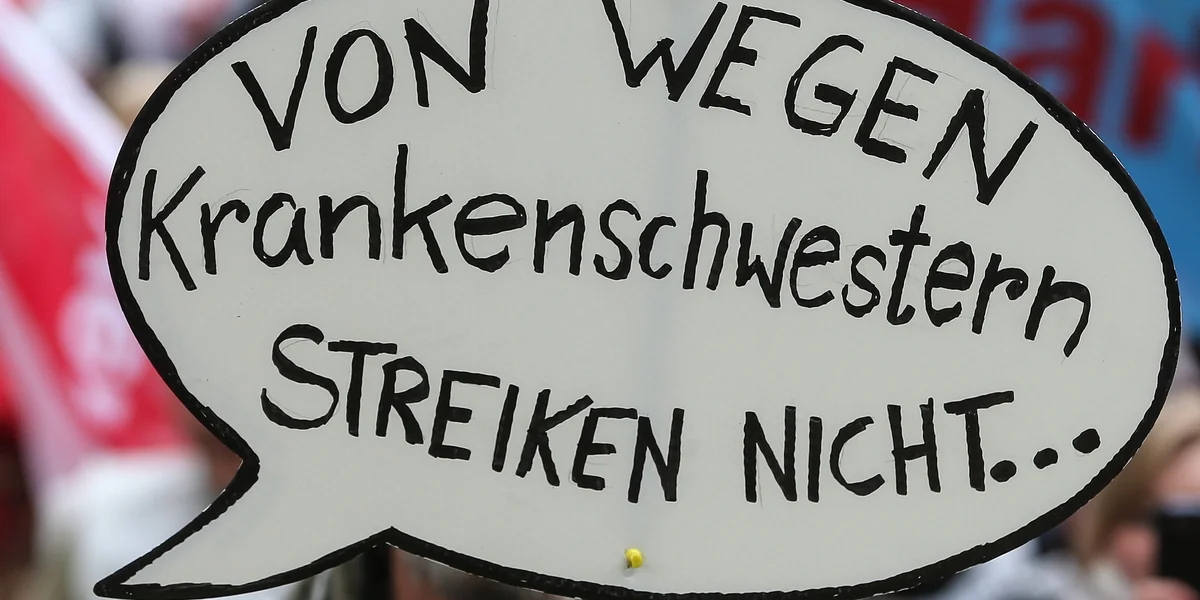 VON WEGEN
Krankenschwestern
STREIKEN NICHT...